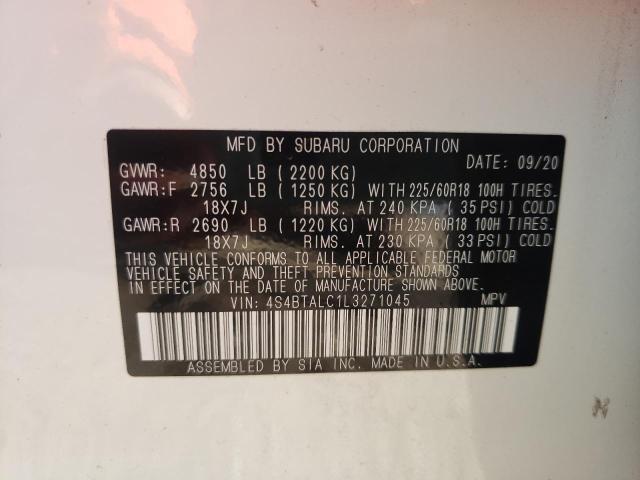 MFD BY SUBARU CORPORATION
DATE: 09/20
GVWR: 4850 LB ( 2200 KG)
GAWR:F 2756 LB ( 1250 KG) WITH 225/60R18 100H TIRES.
18X7J RIMS. AT 240 KPA ( 35 PSI) COLD
GAWR:R 2690 LB ( 1220 KG) WITH 225/60R18 100H TIRES.
18X7J RIMS. AT 230 KPA ( 33 PSI) COLD
THIS VEHICLE CONFORMS TO ALL APPLICABLE FEDERAL MOTOR
VEHICLE SAFETY AND THEFT PREVENTION STANDARDS
IN EFFECT ON THE DATE OF MANUFACTURE SHOWN ABOVE.
VIN: 4S4BTALC1L3271045 MPV
ASSEMBLED BY SIA INC. MADE IN U.S.A.